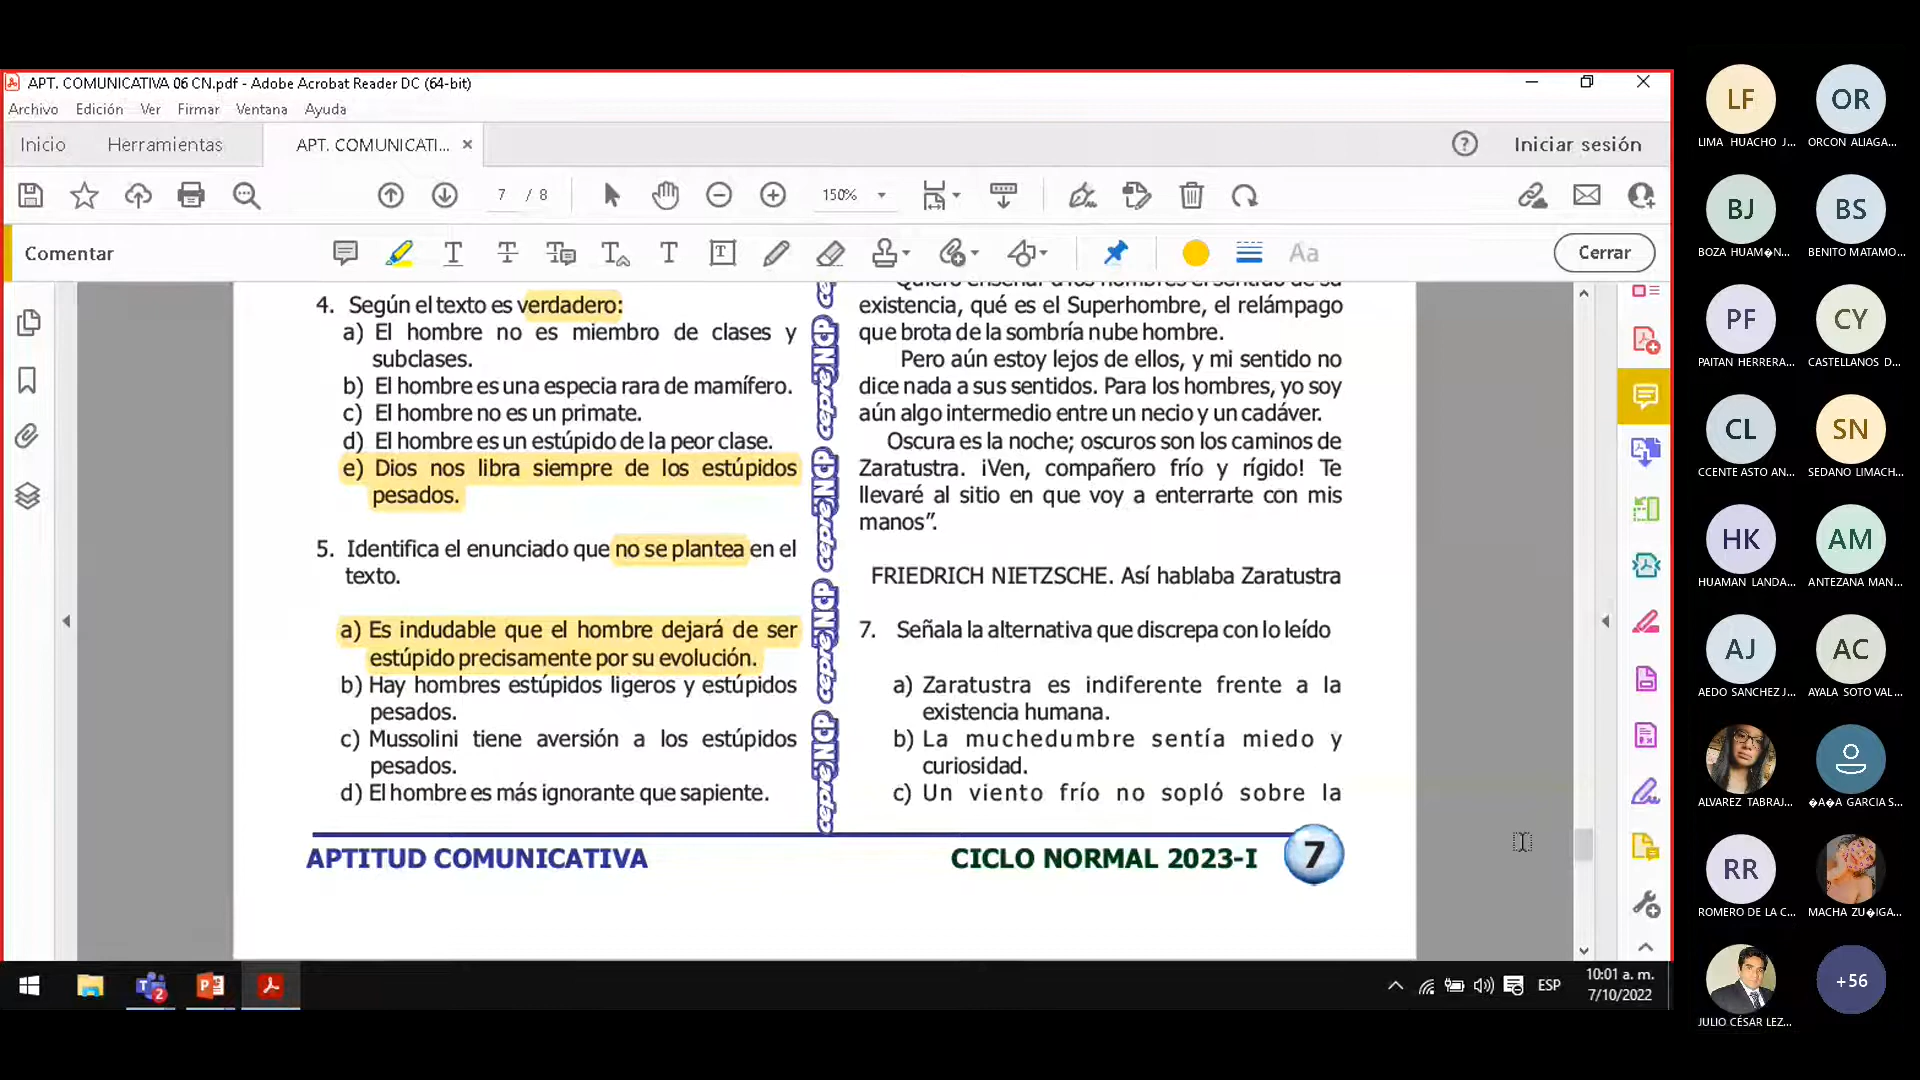 APT. COMUNICATIVA 06 CN.pdf - Adobe Acrobat Reader DC (64-bit)
Archivo Edición Ver Firmar Ventana Ayuda
Inicio Herramientas APT. COMUNICATI... × Iniciar sesión
7 / 8 150%
Comentar Aa Cerrar
4. Según el texto es verdadero:
a) El hombre no es miembro de clases y
subclases.
b) El hombre es una especia rara de mamífero.
c) El hombre no es un primate.
d) El hombre es un estúpido de la peor clase.
e) Dios nos libra siempre de los estúpidos
pesados.
5. Identifica el enunciado que no se plantea en el
texto.
a) Es indudable que el hombre dejará de ser
estúpido precisamente por su evolución.
b) Hay hombres estúpidos ligeros y estúpidos
pesados.
c) Mussolini tiene aversión a los estúpidos
pesados.
d) El hombre es más ignorante que sapiente.
cepreUNCP cepreUNCP cepreUNCP cepreUNCP
"Quiero enseñar a los hombres el sentido de su
existencia, qué es el Superhombre, el relámpago
que brota de la sombría nube hombre.
Pero aún estoy lejos de ellos, y mi sentido no
dice nada a sus sentidos. Para los hombres, yo soy
aún algo intermedio entre un necio y un cadáver.
Oscura es la noche; oscuros son los caminos de
Zaratustra. ¡Ven, compañero frío y rígido! Te
llevaré al sitio en que voy a enterrarte con mis
manos”.
FRIEDRICH NIETZSCHE. Así hablaba Zaratustra
7. Señala la alternativa que discrepa con lo leído
a) Zaratustra es indiferente frente a la
existencia humana.
b) La muchedumbre sentía miedo y
curiosidad.
c) Un viento frío no sopló sobre la
APTITUD COMUNICATIVA CICLO NORMAL 2023-I 7
ESP 10:01 a. m.
7/10/2022
LF OR
LIMA HUACHO J... ORCON ALIAGA...
BJ BS
BOZA HUAM�N... BENITO MATAMO...
PF CY
PAITAN HERRERA... CASTELLANOS D...
CL SN
CCENTE ASTO AN... SEDANO LIMACH...
HK AM
HUAMAN LANDA... ANTEZANA MAN...
AJ AC
AEDO SANCHEZ J... AYALA SOTO VAL...
ALVAREZ TABRAJ... �A�A GARCIA S...
RR
ROMERO DE LA C... MACHA ZU�IGA...
+56
JULIO CÉSAR LEZ...